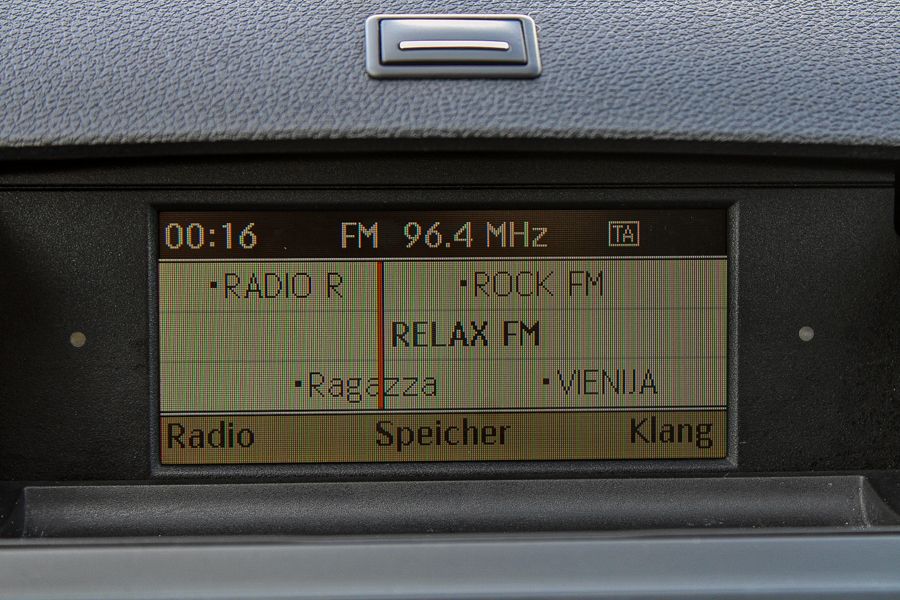 00:16 FM 96.4 MHz TA
RADIO R ROCK FM
RELAX FM
Ragazza VIENIJA
Radio Speicher Klang